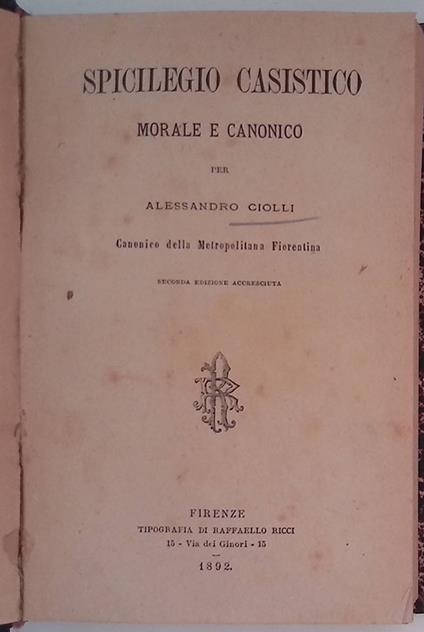 SPICILEGIO CASISTICO
MORALE E CANONICO
PER
ALESSANDRO CIOLLI
Canonico della Metropolitana Fiorentina
SECONDA EDIZIONE ACCRESCIUTA
FIRENZE
TIPOGRAFIA DI RAFFAELLO RICCI
15 - Via dei Ginori - 15
1892.